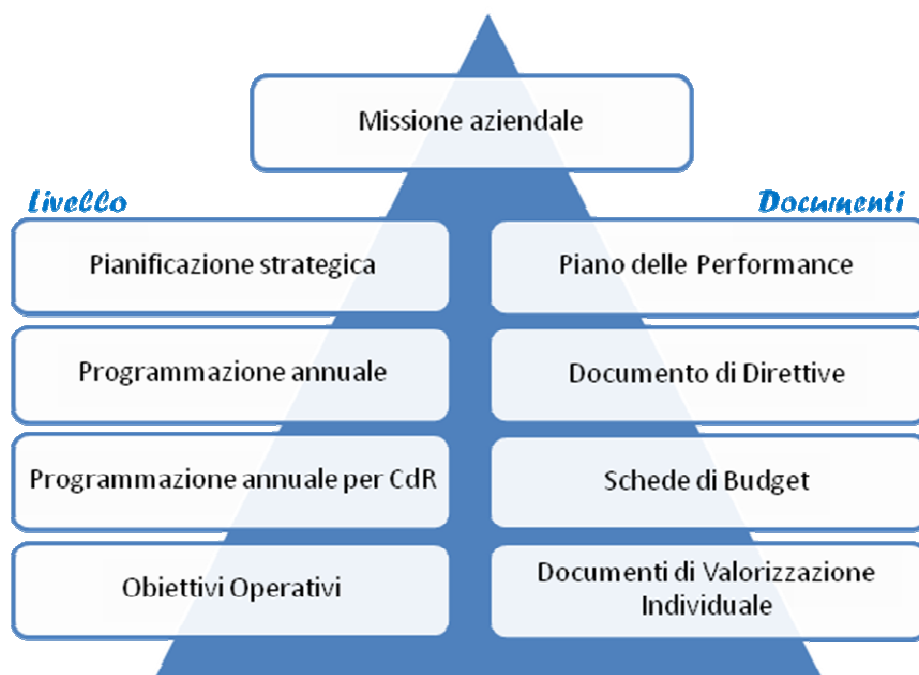 Missione aziendale
Livello
Documenti
Pianificazione strategica
Piano delle Performance
Programmazione annuale
Documento di Direttive
Programmazione annuale per CdR
Schede di Budget
Obiettivi Operativi
Documenti di Valorizzazione
Individuale